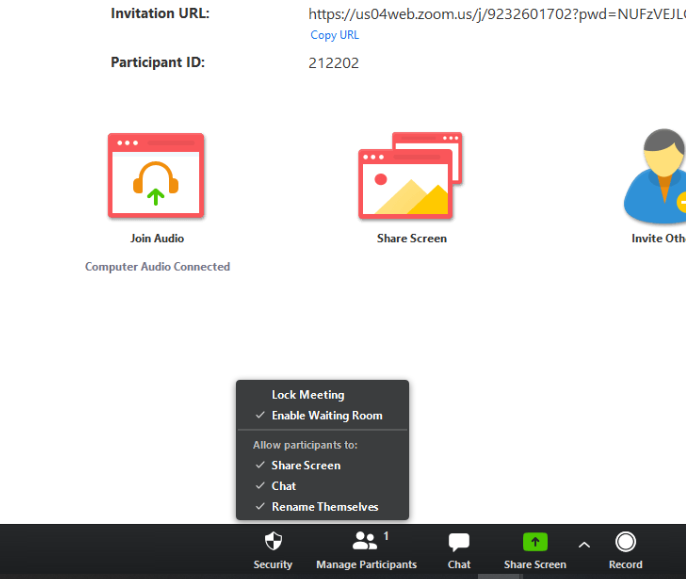 Invitation URL: https://us04web.zoom.us/j/9232601702?pwd=NUFzVEJL
Copy URL
Participant ID: 212202
Join Audio
Share Screen
Invite Oth
Computer Audio Connected
Lock Meeting
Enable Waiting Room
Allow participants to:
Share Screen
Chat
Rename Themselves
1
Security Manage Participants Chat Share Screen Record